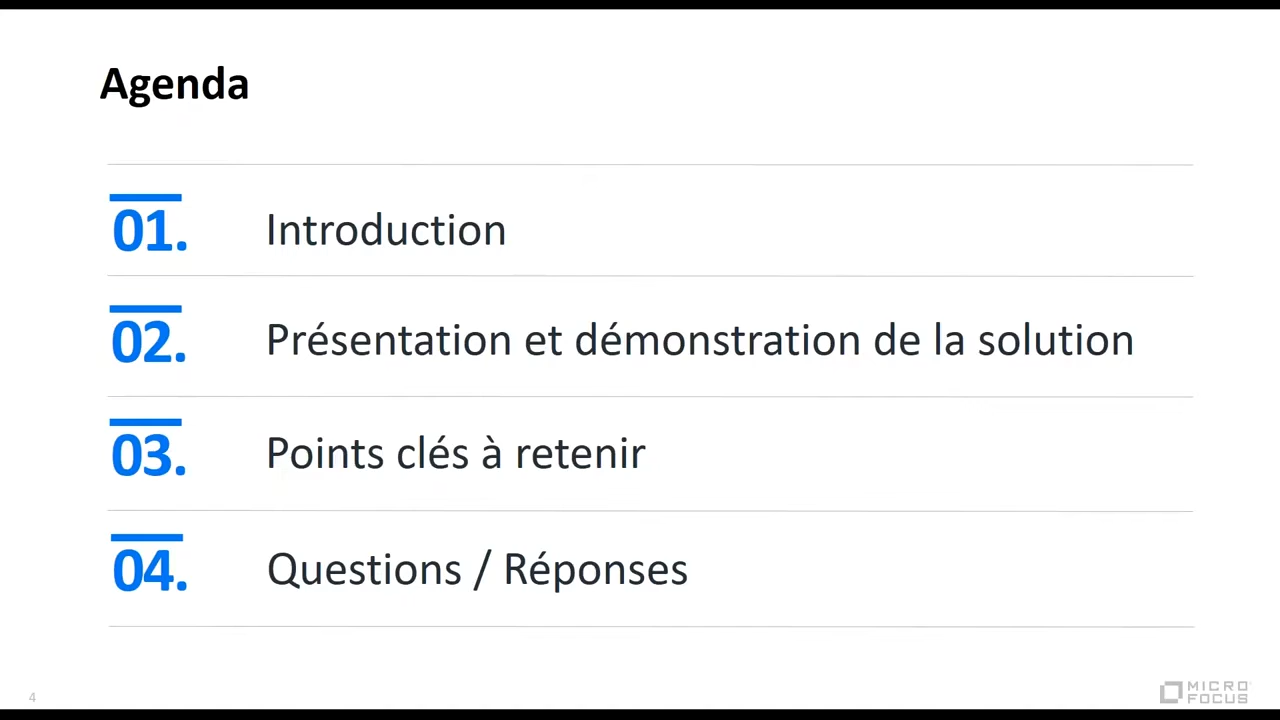 Agenda
01. Introduction
02. Présentation et démonstration de la solution
03. Points clés à retenir
04. Questions / Réponses
4
MICRO
FOCUS